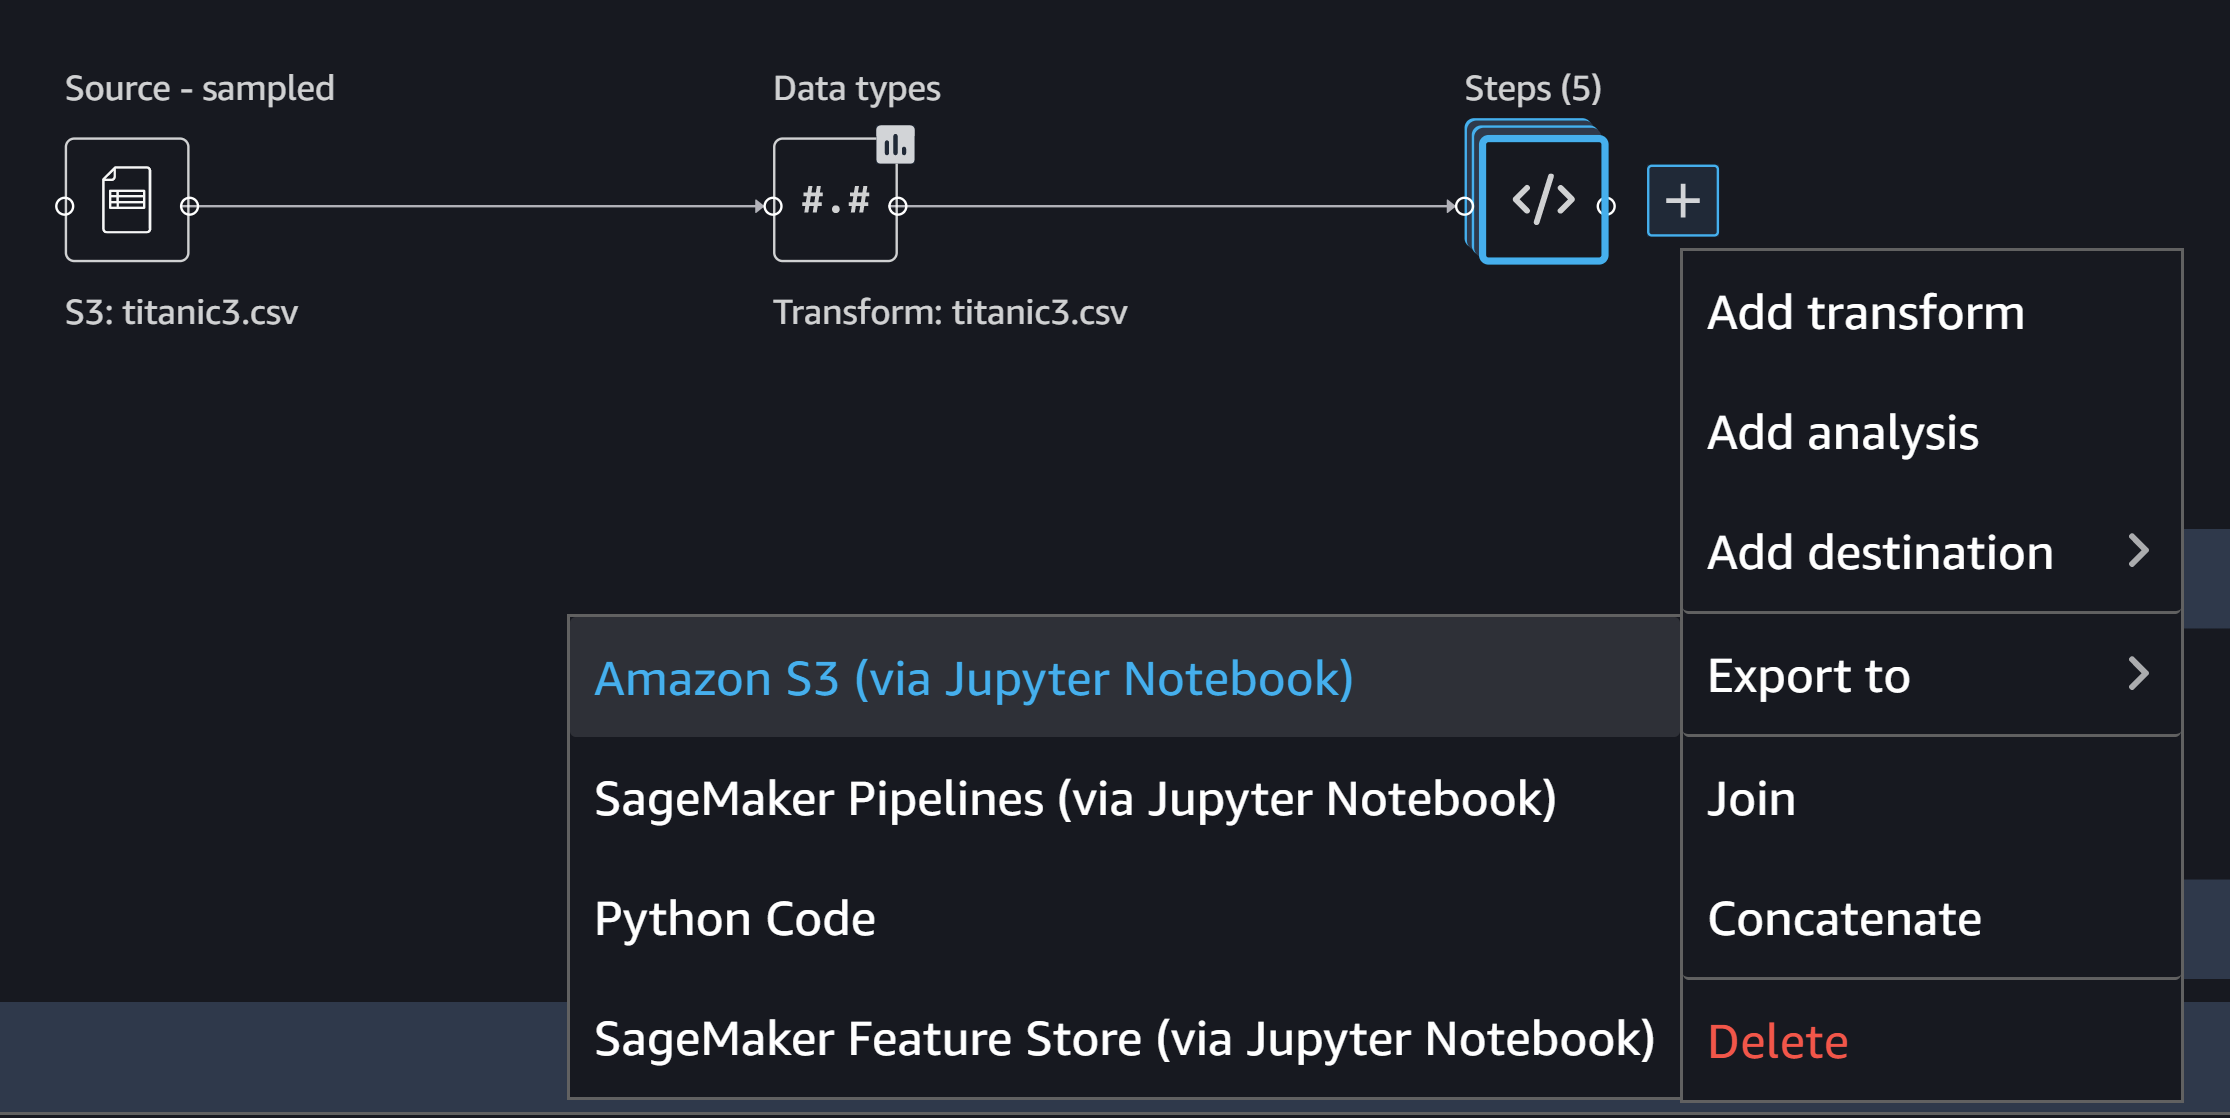 Source - sampled
Data types
Steps (5)
#.#
</>
+
S3: titanic3.csv
Transform: titanic3.csv
Add transform
Add analysis
Add destination
Export to
Join
Concatenate
Delete
Amazon S3 (via Jupyter Notebook)
SageMaker Pipelines (via Jupyter Notebook)
Python Code
SageMaker Feature Store (via Jupyter Notebook)